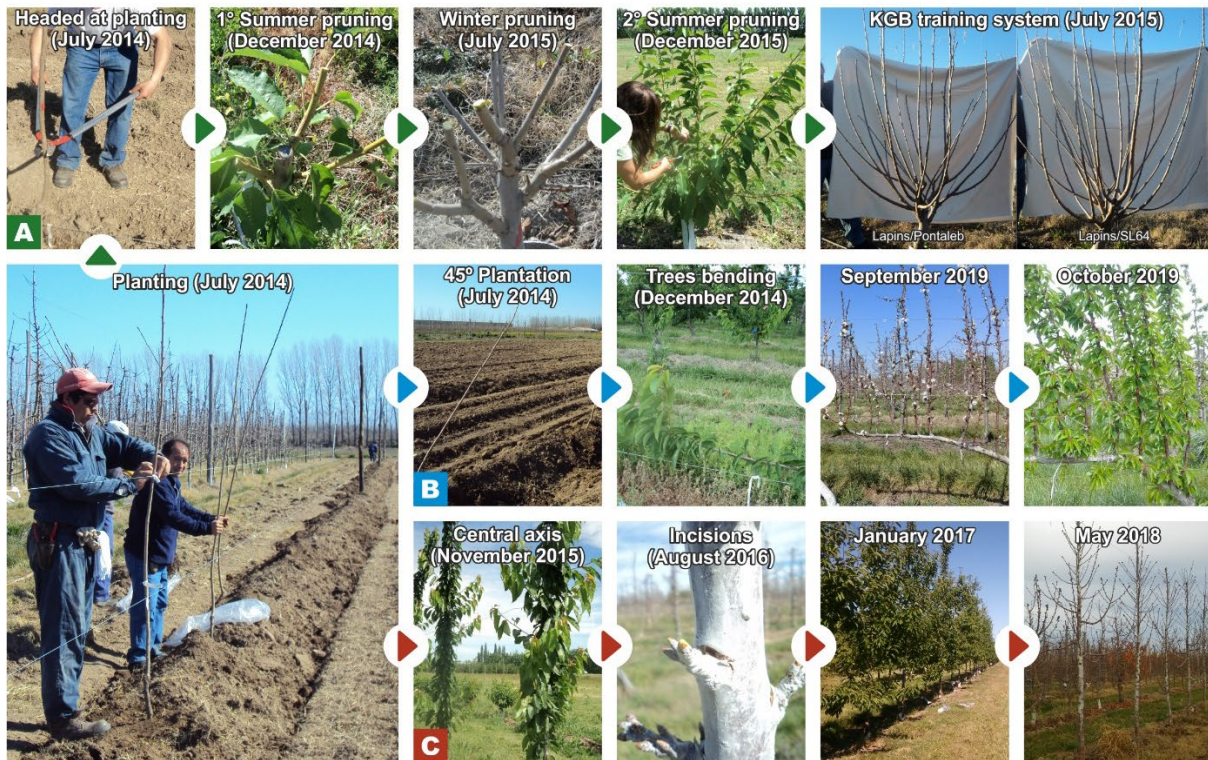 Headed at planting
(July 2014)
1º Summer pruning
(December 2014)
Winter pruning
(July 2015)
2º Summer pruning
(December 2015)
KGB training system (July 2015)
A
Lapins/Pontaleb
Lapins/SL64
Planting (July 2014)
45º Plantation
(July 2014)
Trees bending
(December 2014)
September 2019
October 2019
B
Central axis
(November 2015)
Incisions
(August 2016)
January 2017
May 2018
C